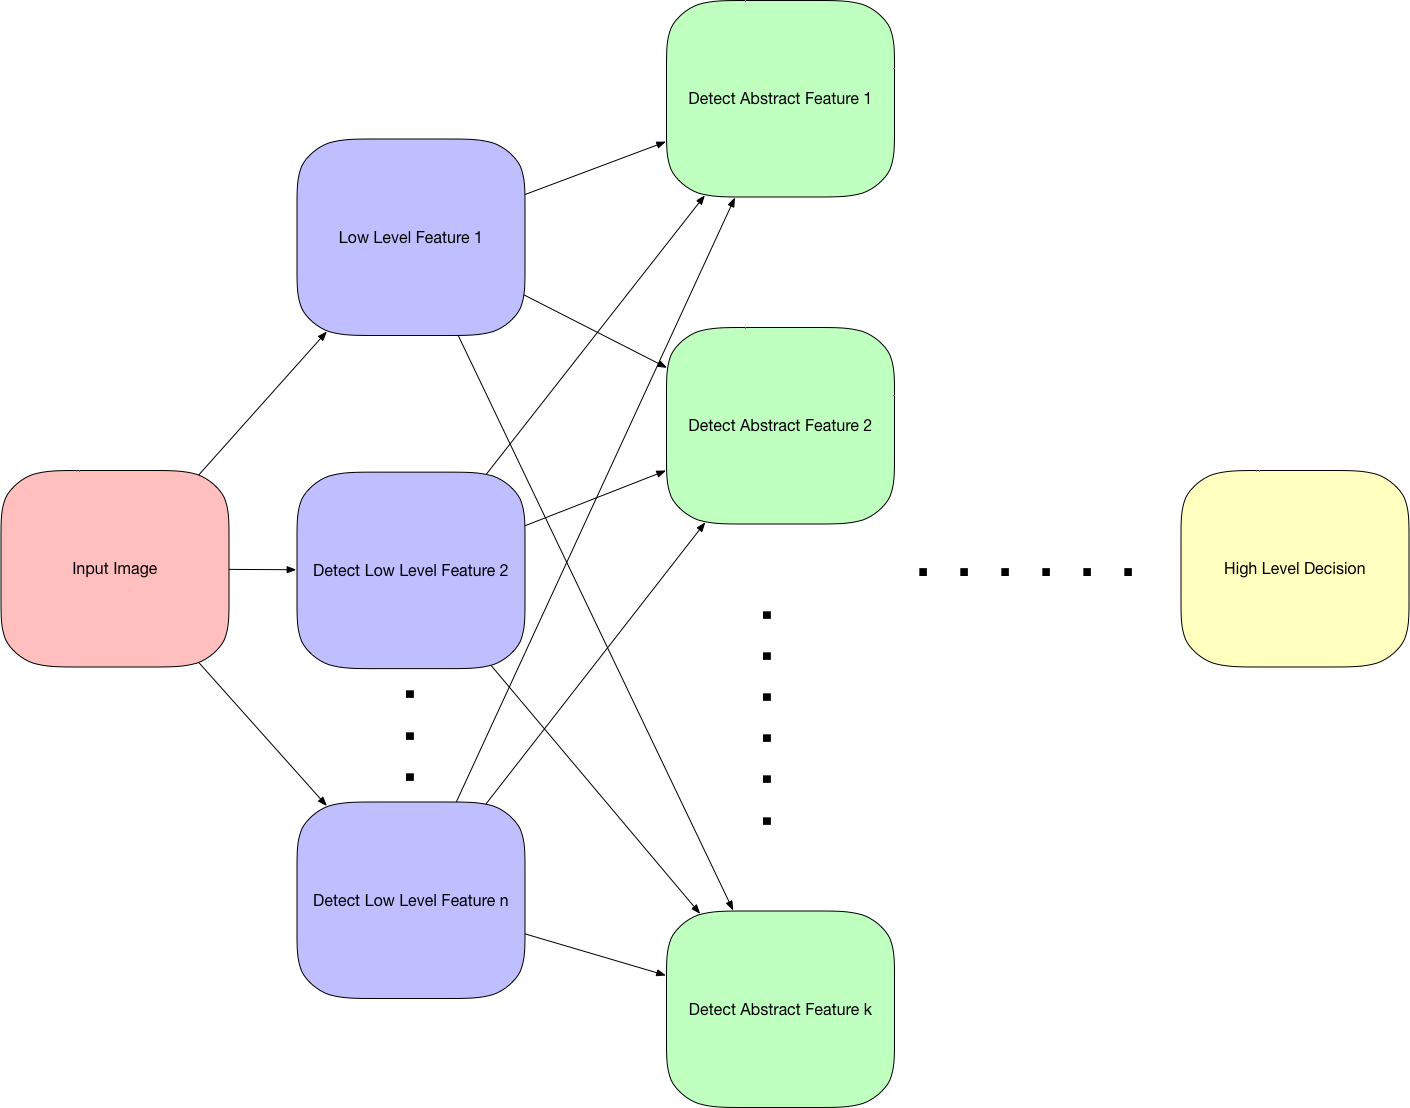 Input Image
Low Level Feature 1
Detect Low Level Feature 2
Detect Low Level Feature n
Detect Abstract Feature 1
Detect Abstract Feature 2
Detect Abstract Feature k
High Level Decision